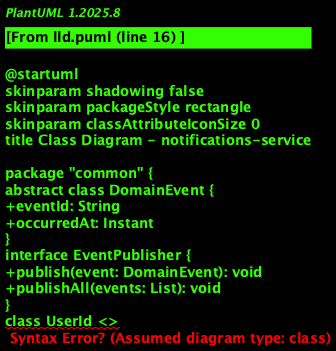 PlantUML 1.2025.8
[From lld.puml (line 16) ]
@startuml
skinparam shadowing false
skinparam packageStyle rectangle
skinparam classAttributeIconSize 0
title Class Diagram - notifications-service
package "common" {
abstract class DomainEvent {
+eventId: String
+occurredAt: Instant
}
interface EventPublisher {
+publish(event: DomainEvent): void
+publishAll(events: List): void
}
class UserId <>
Syntax Error? (Assumed diagram type: class)